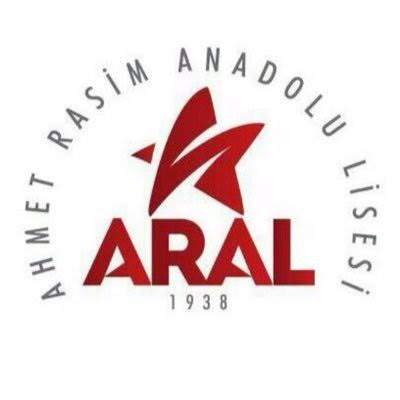 AHMET RASİM ANADOLU LİSESİ
ARAL
1938